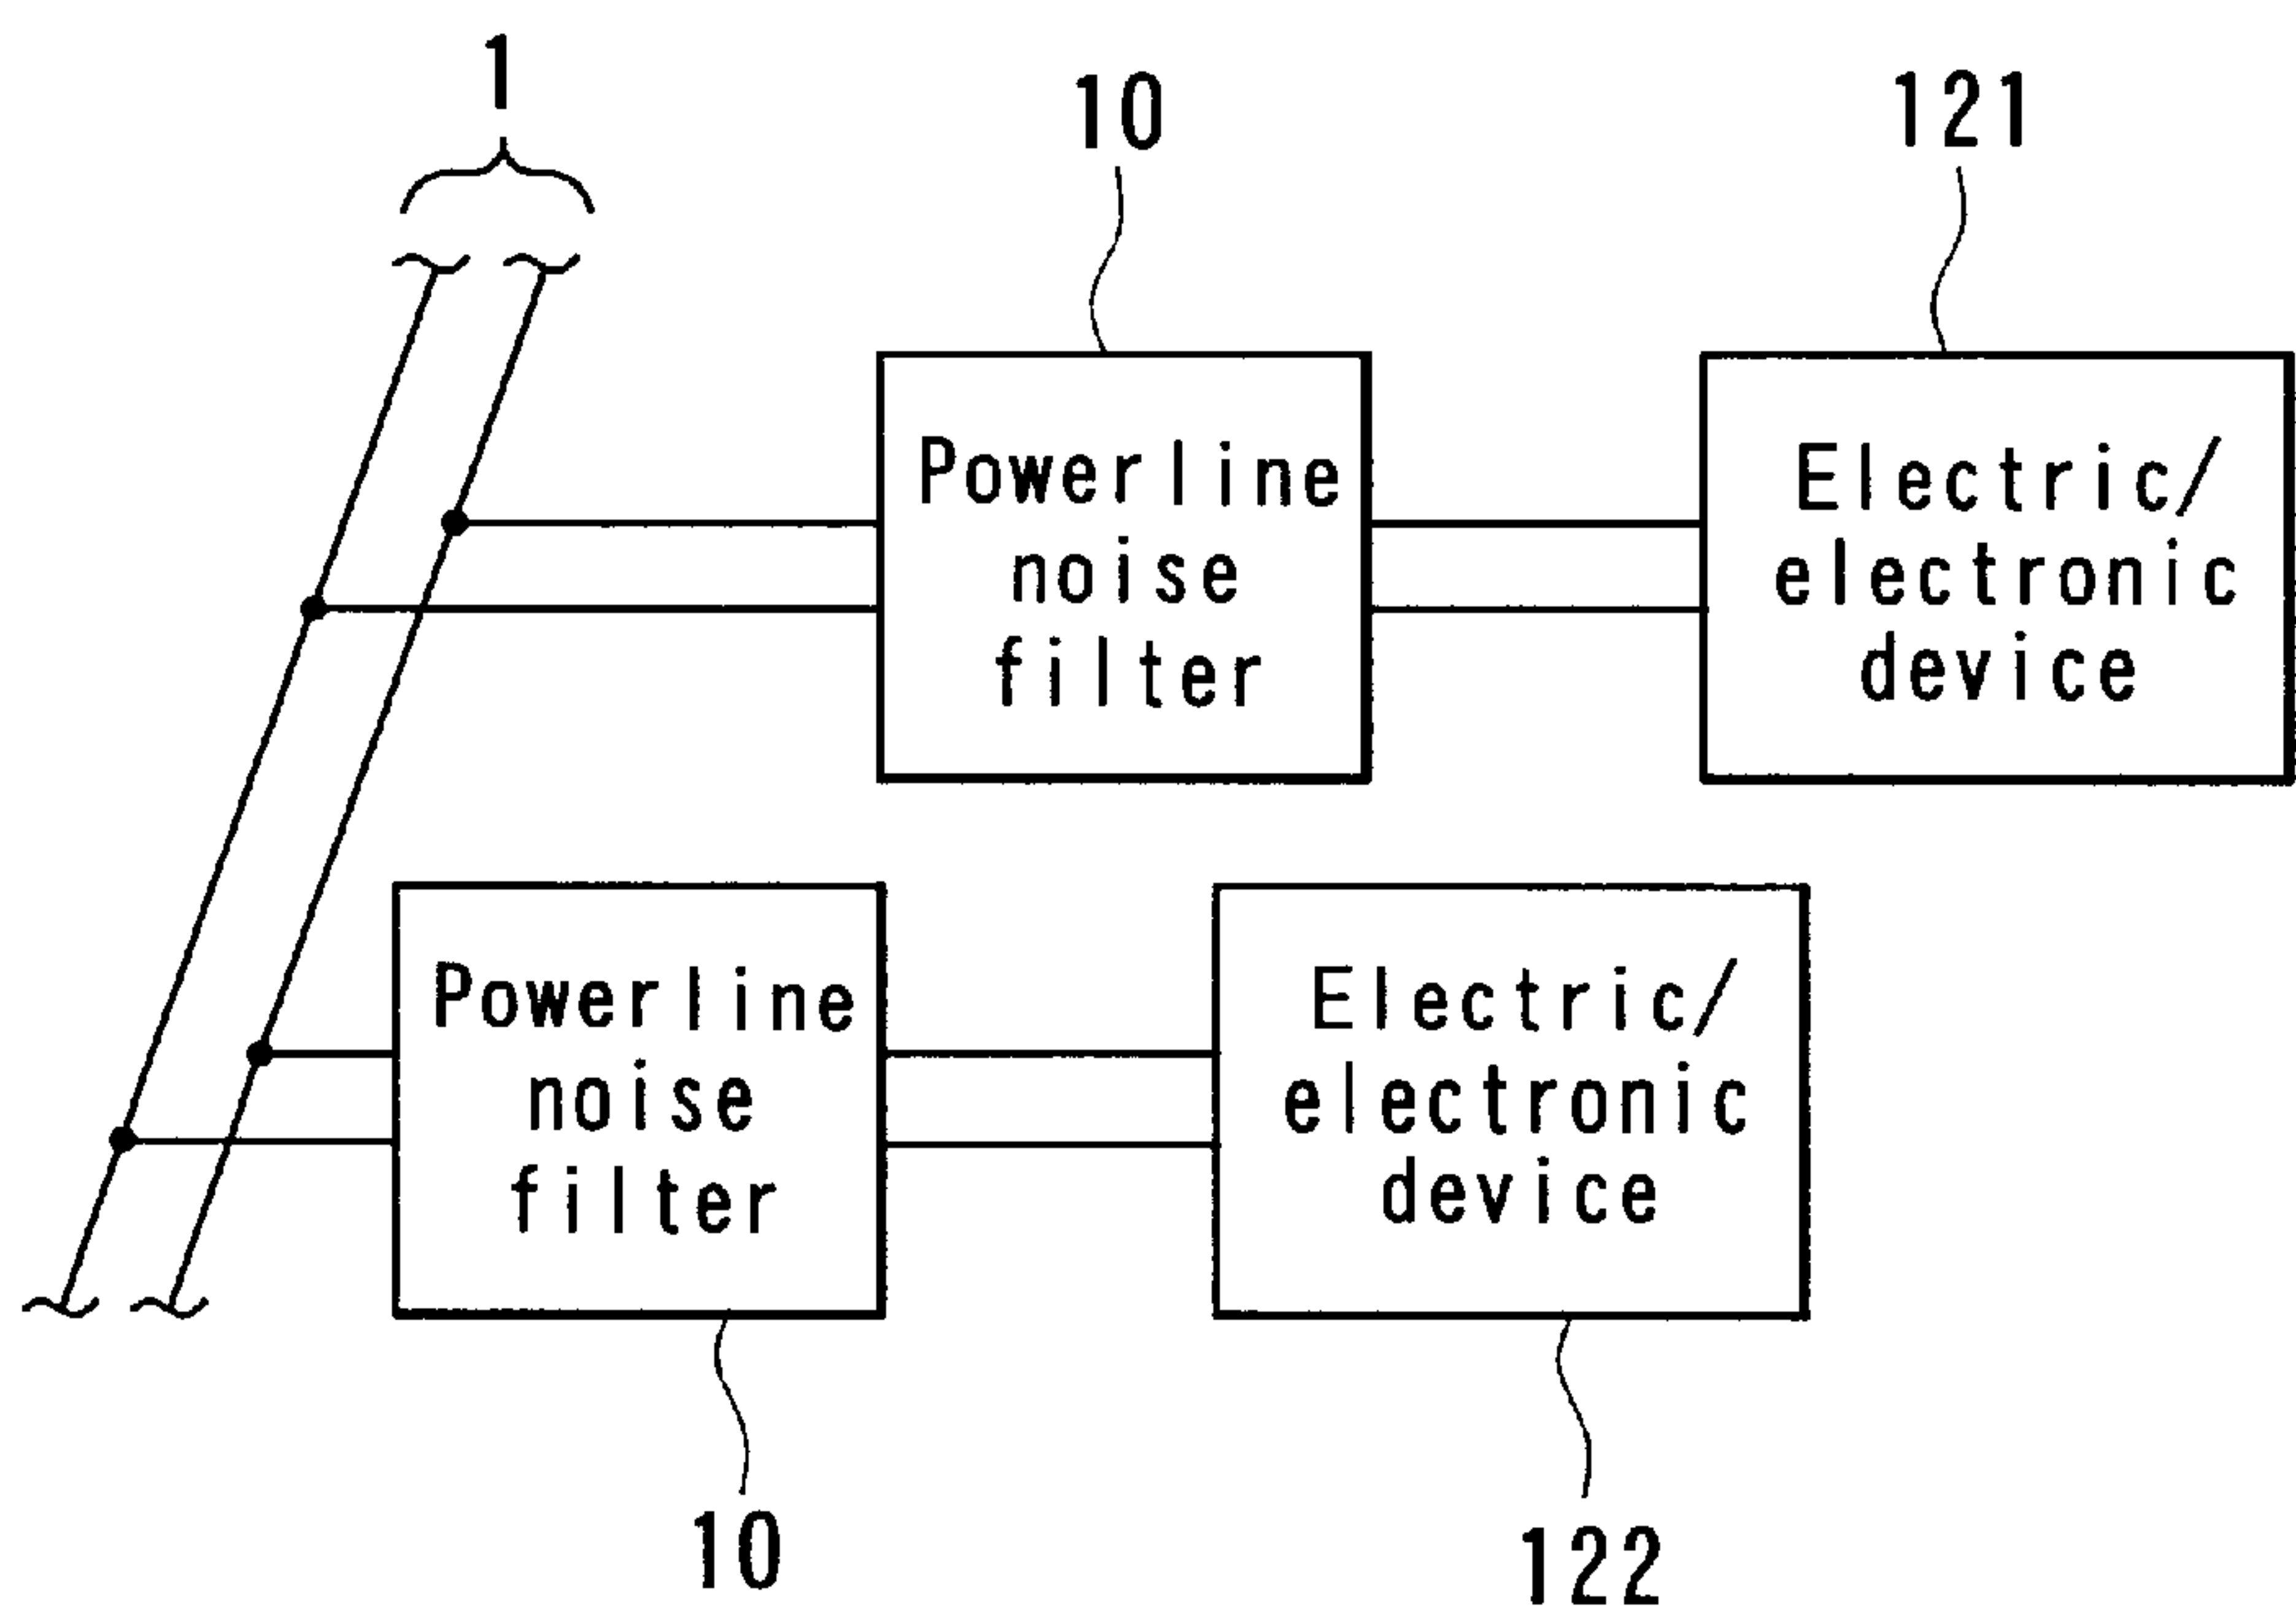 1
10
121
Powerline
noise
filter
Electric/
electronic
device
Powerline
noise
filter
Electric/
electronic
device
10
122